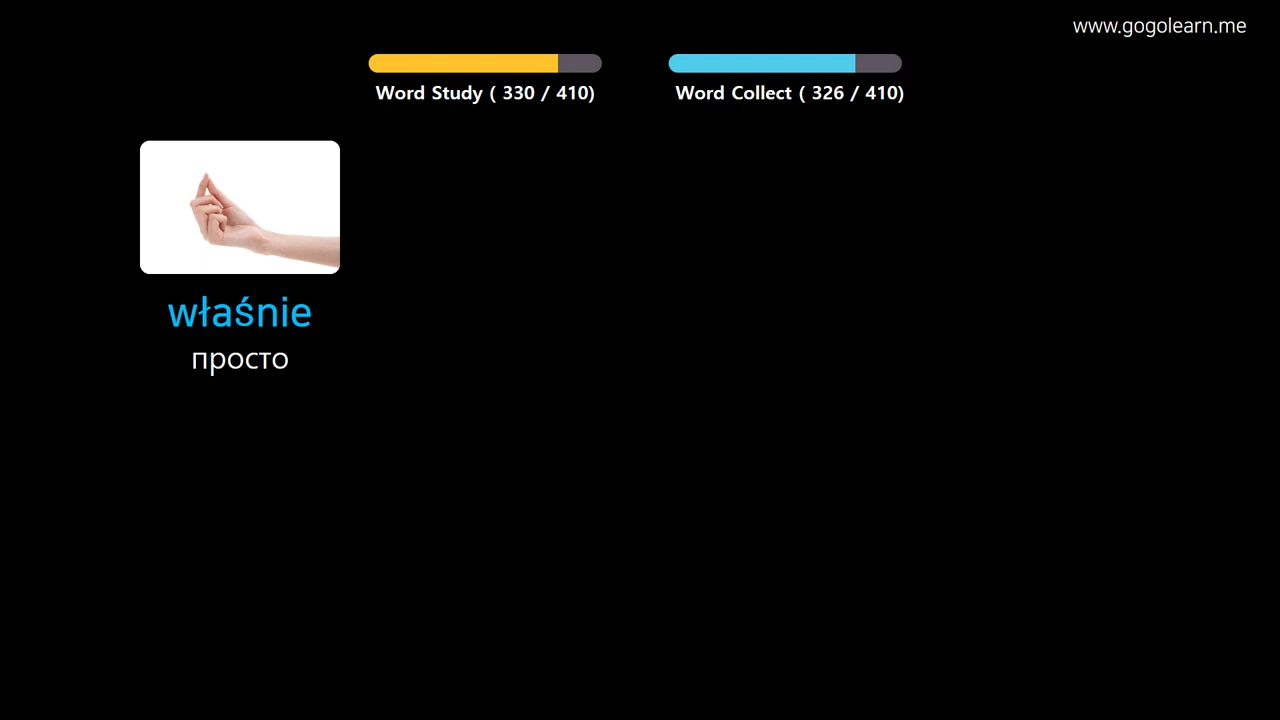 www.gogolearn.me
Word Study ( 330 / 410)
Word Collect ( 326 / 410)
właśnie
просто